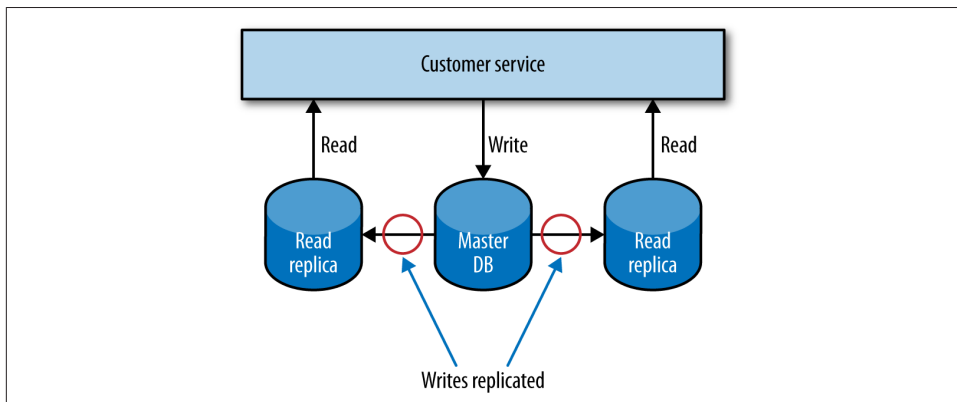 Customer service
Read
Write
Read
Read
replica
Master
DB
Read
replica
Writes replicated